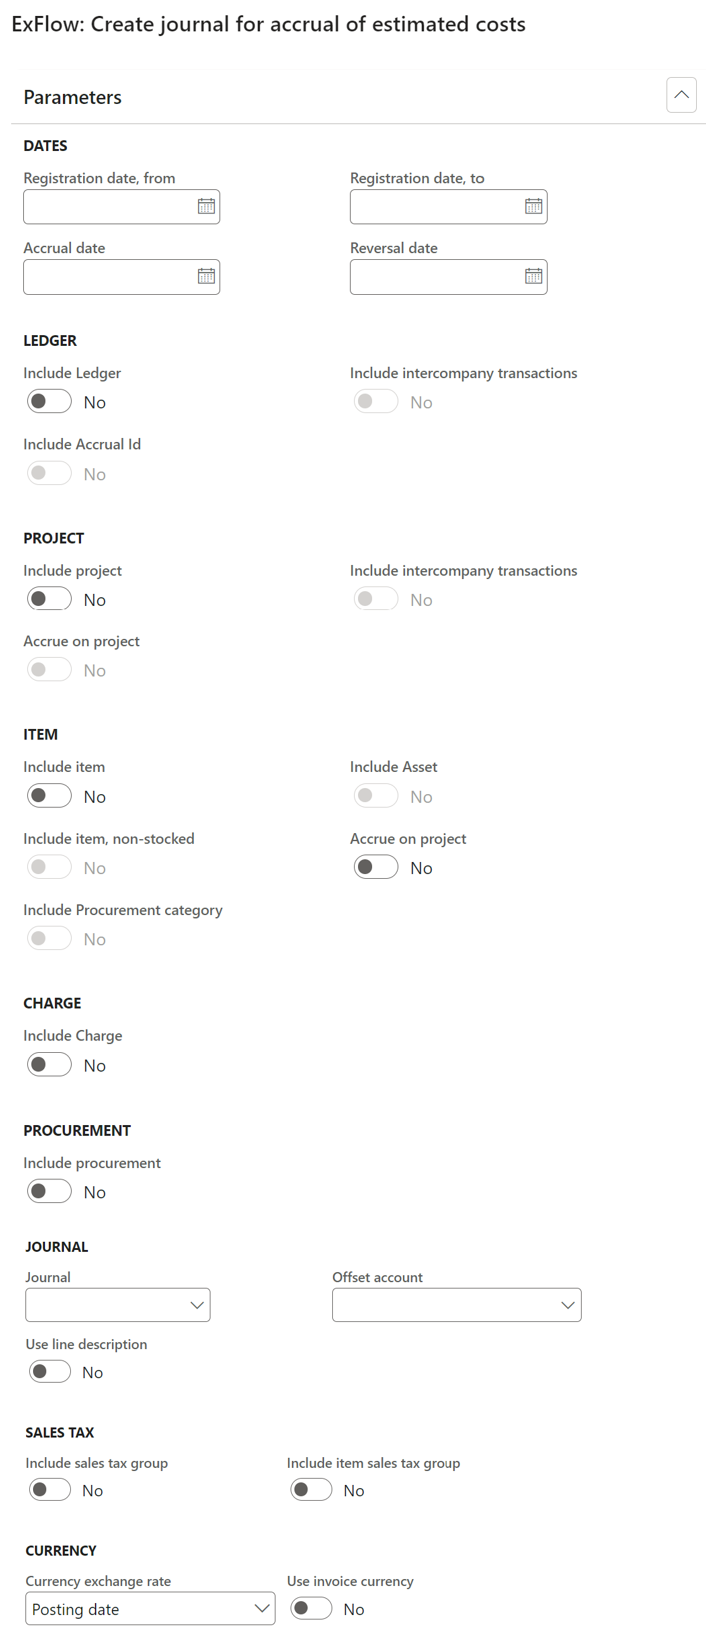 ExFlow: Create journal for accrual of estimated costs
Parameters
DATES
Registration date, from Registration date, to
Accrual date Reversal date
LEDGER
Include Ledger Include intercompany transactions
No No
Include Accrual Id
No
PROJECT
Include project Include intercompany transactions
No No
Accrue on project
No
ITEM
Include item Include Asset
No No
Include item, non-stocked Accrue on project
No No
Include Procurement category
No
CHARGE
Include Charge
No
PROCUREMENT
Include procurement
No
JOURNAL
Journal Offset account
Use line description
No
SALES TAX
Include sales tax group Include item sales tax group
No No
CURRENCY
Currency exchange rate Use invoice currency
Posting date No